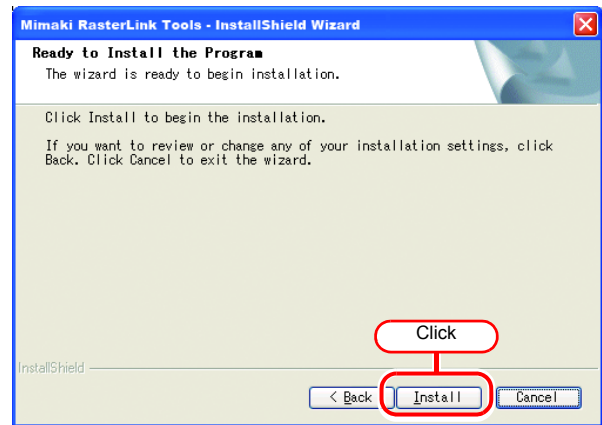 Mimaki RasterLink Tools - InstallShield Wizard
Ready to Install the Program
The wizard is ready to begin installation.
Click Install to begin the installation.
If you want to review or change any of your installation settings, click
Back. Click Cancel to exit the wizard.
Click
InstallShield
< Back Install Cancel